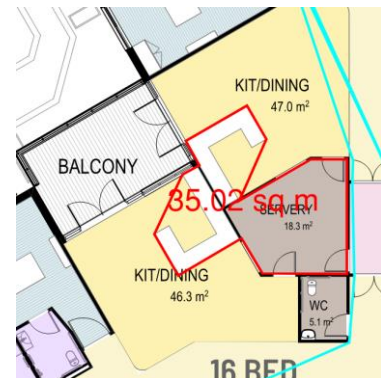 KIT/DINING
47.0 m²
BALCONY
35.02 sq m
SERVERY
18.3 m²
KIT/DINING
46.3 m²
WC
5.1 m²
16 BED